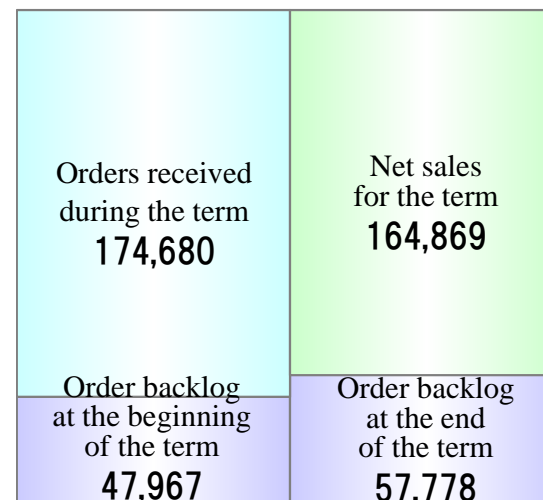 Orders received
during the term
174,680
Net sales
for the term
164,869
Order backlog
at the beginning
of the term
47,967
Order backlog
at the end
of the term
57,778